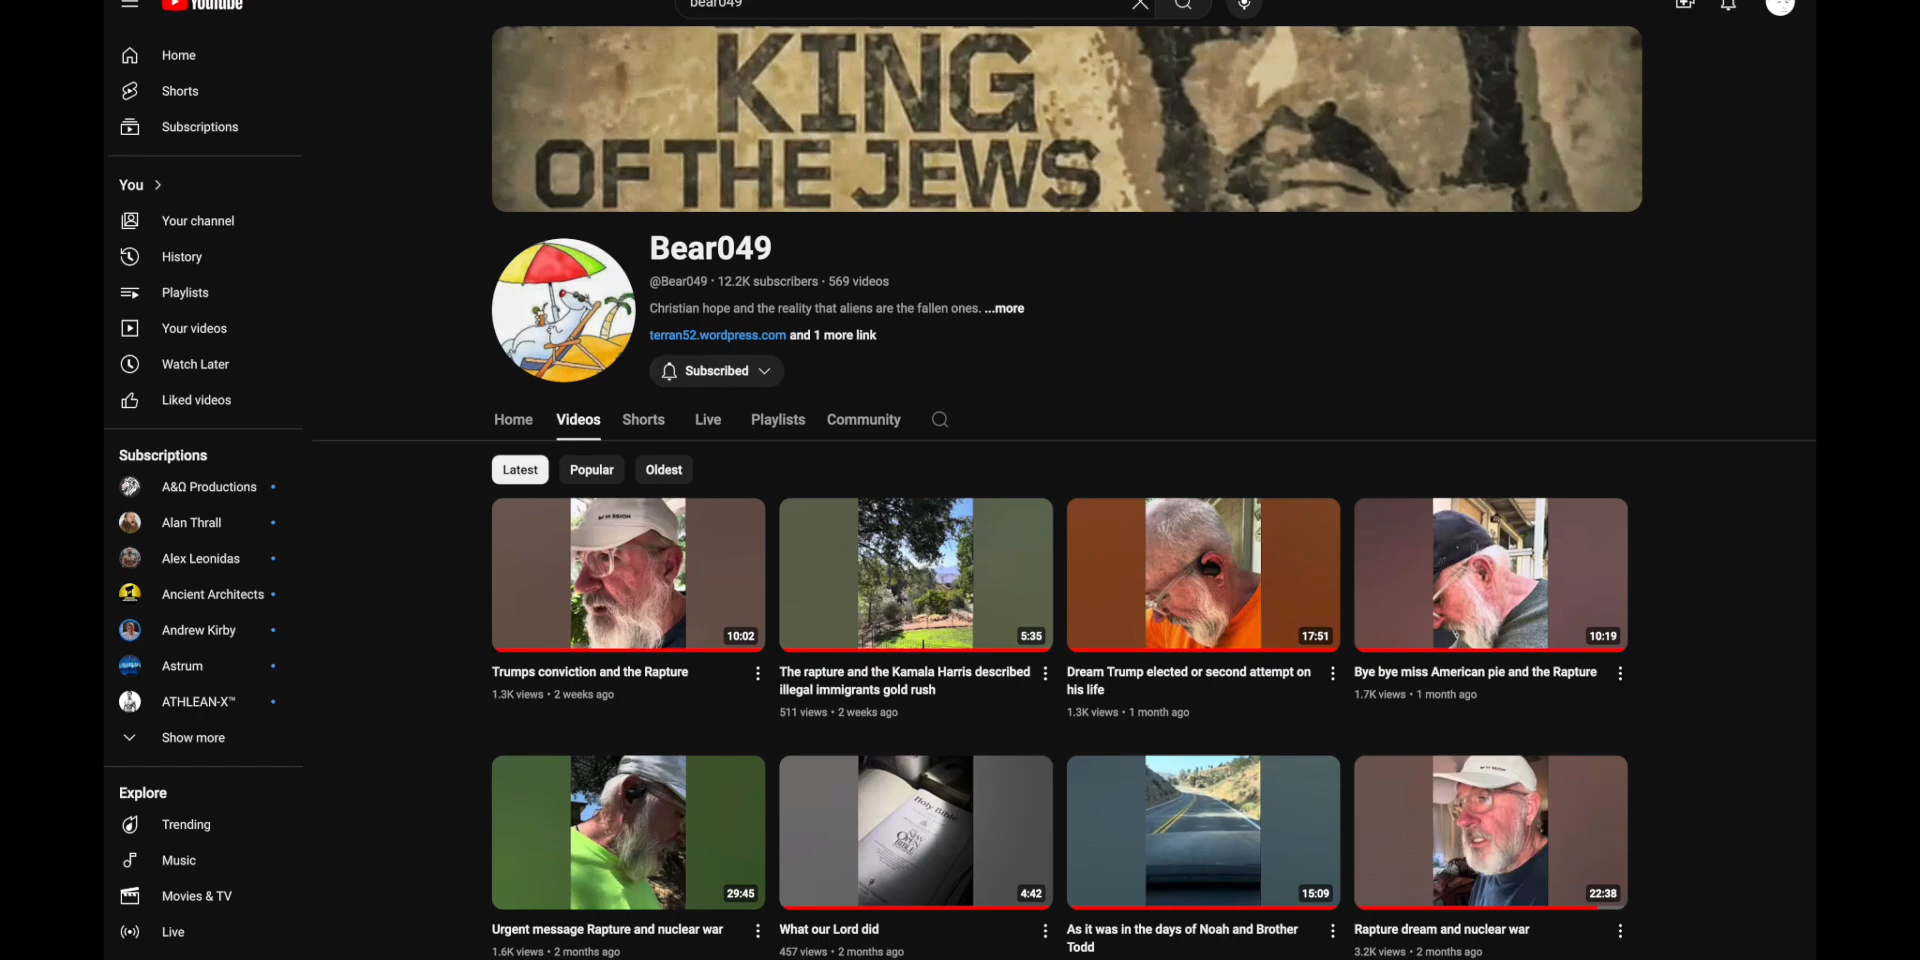 YouTube
bear049
Home
Shorts
Subscriptions
You
Your channel
History
Playlists
Your videos
Watch Later
Liked videos
Subscriptions
A&Ω Productions
Alan Thrall
Alex Leonidas
Ancient Architects
Andrew Kirby
Astrum
ATHLEAN-X™
Show more
Explore
Trending
Music
Movies & TV
Live
KING
OF THE JEWS
Bear049
@Bear049 · 12.2K subscribers · 569 videos
Christian hope and the reality that aliens are the fallen ones. ...more
terran52.wordpress.com and 1 more link
Subscribed
Home Videos Shorts Live Playlists Community
Latest Popular Oldest
10:02
Trumps conviction and the Rapture
1.3K views • 2 weeks ago
5:35
The rapture and the Kamala Harris described
illegal immigrants gold rush
511 views • 2 weeks ago
17:51
Dream Trump elected or second attempt on
his life
1.3K views • 1 month ago
10:19
Bye bye miss American pie and the Rapture
1.7K views • 1 month ago
29:45
Urgent message Rapture and nuclear war
1.6K views • 2 months ago
Holy Bible
NEW
OPEN
BIBLE
4:42
What our Lord did
457 views • 2 months ago
15:09
As it was in the days of Noah and Brother
Todd
22:38
Rapture dream and nuclear war
3.2K views • 2 months ago